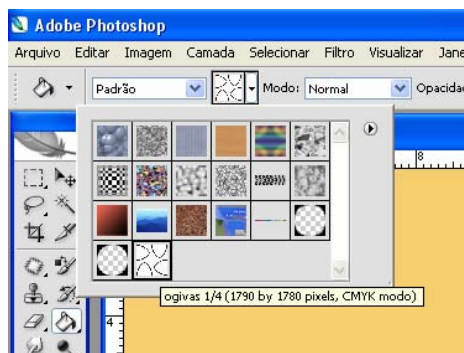 Adobe Photoshop
Arquivo Editar Imagem Camada Selecionar Filtro Visualizar Jane
Padrão Modo: Normal Opacidad
8
ogivas 1/4 (1790 by 1780 pixels, CMYK modo)
4